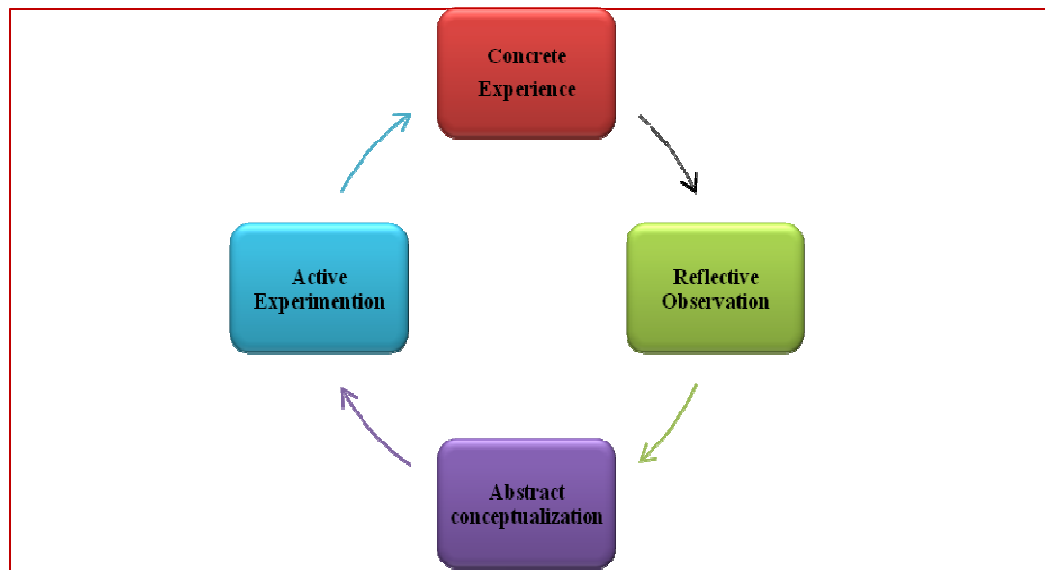 Concrete
Experience
Active
Experimention
Reflective
Observation
Abstract
conceptualization